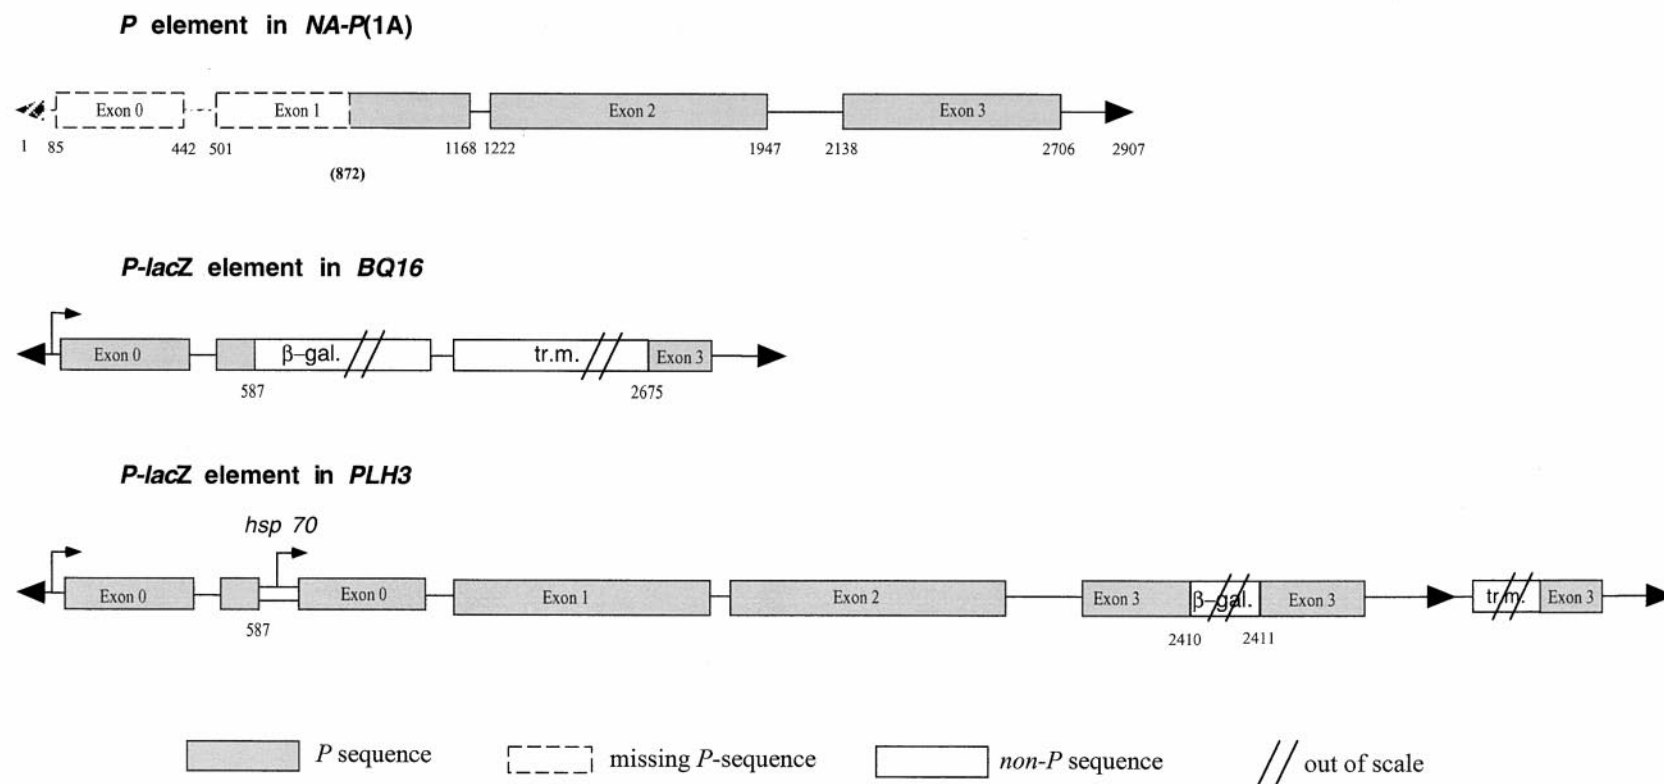 P element in NA-P(1A)
Exon 0 Exon 1 Exon 2 Exon 3
1 85 442 501 1168 1222 1947 2138 2706 2907
(872)
P-lacZ element in BQ16
Exon 0 β-gal. tr.m. Exon 3
587 2675
P-lacZ element in PLH3
hsp 70
Exon 0 Exon 0 Exon 1 Exon 2 Exon 3 β-gal. Exon 3 tr.m. Exon 3
587 2410 2411
P sequence missing P-sequence non-P sequence out of scale